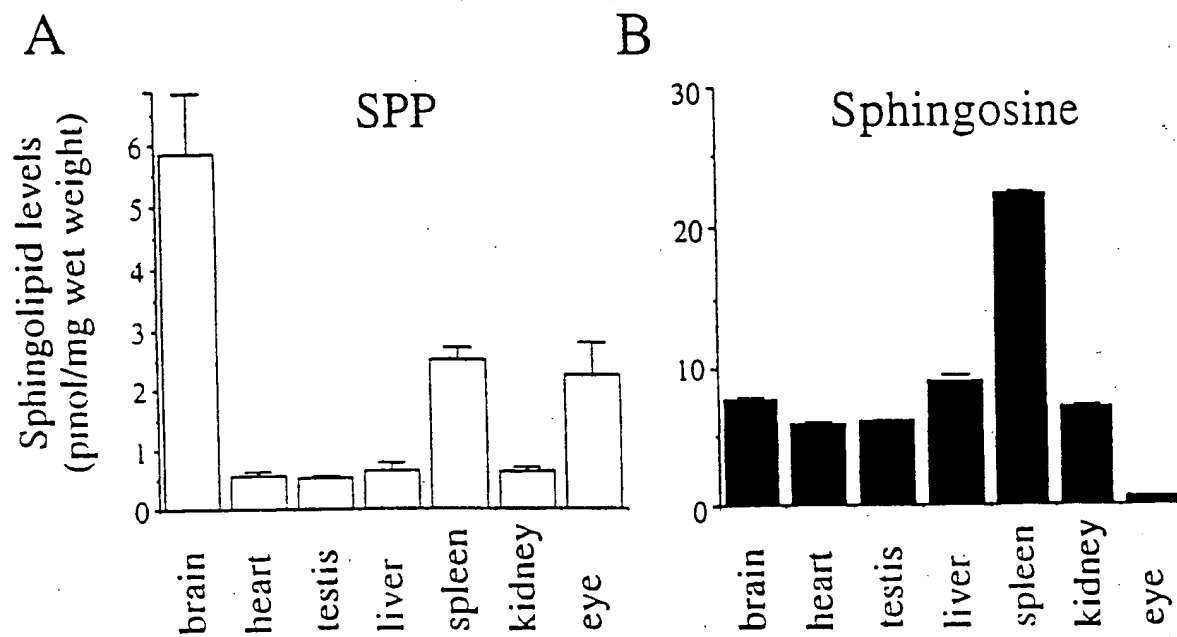 A
B
SPP
Sphingosine
Sphingolipid levels
(pmol/mg wet weight)
6
5
4
3
2
1
0
30
20
10
0
brain
heart
testis
liver
spleen
kidney
eye
brain
heart
testis
liver
spleen
kidney
eye